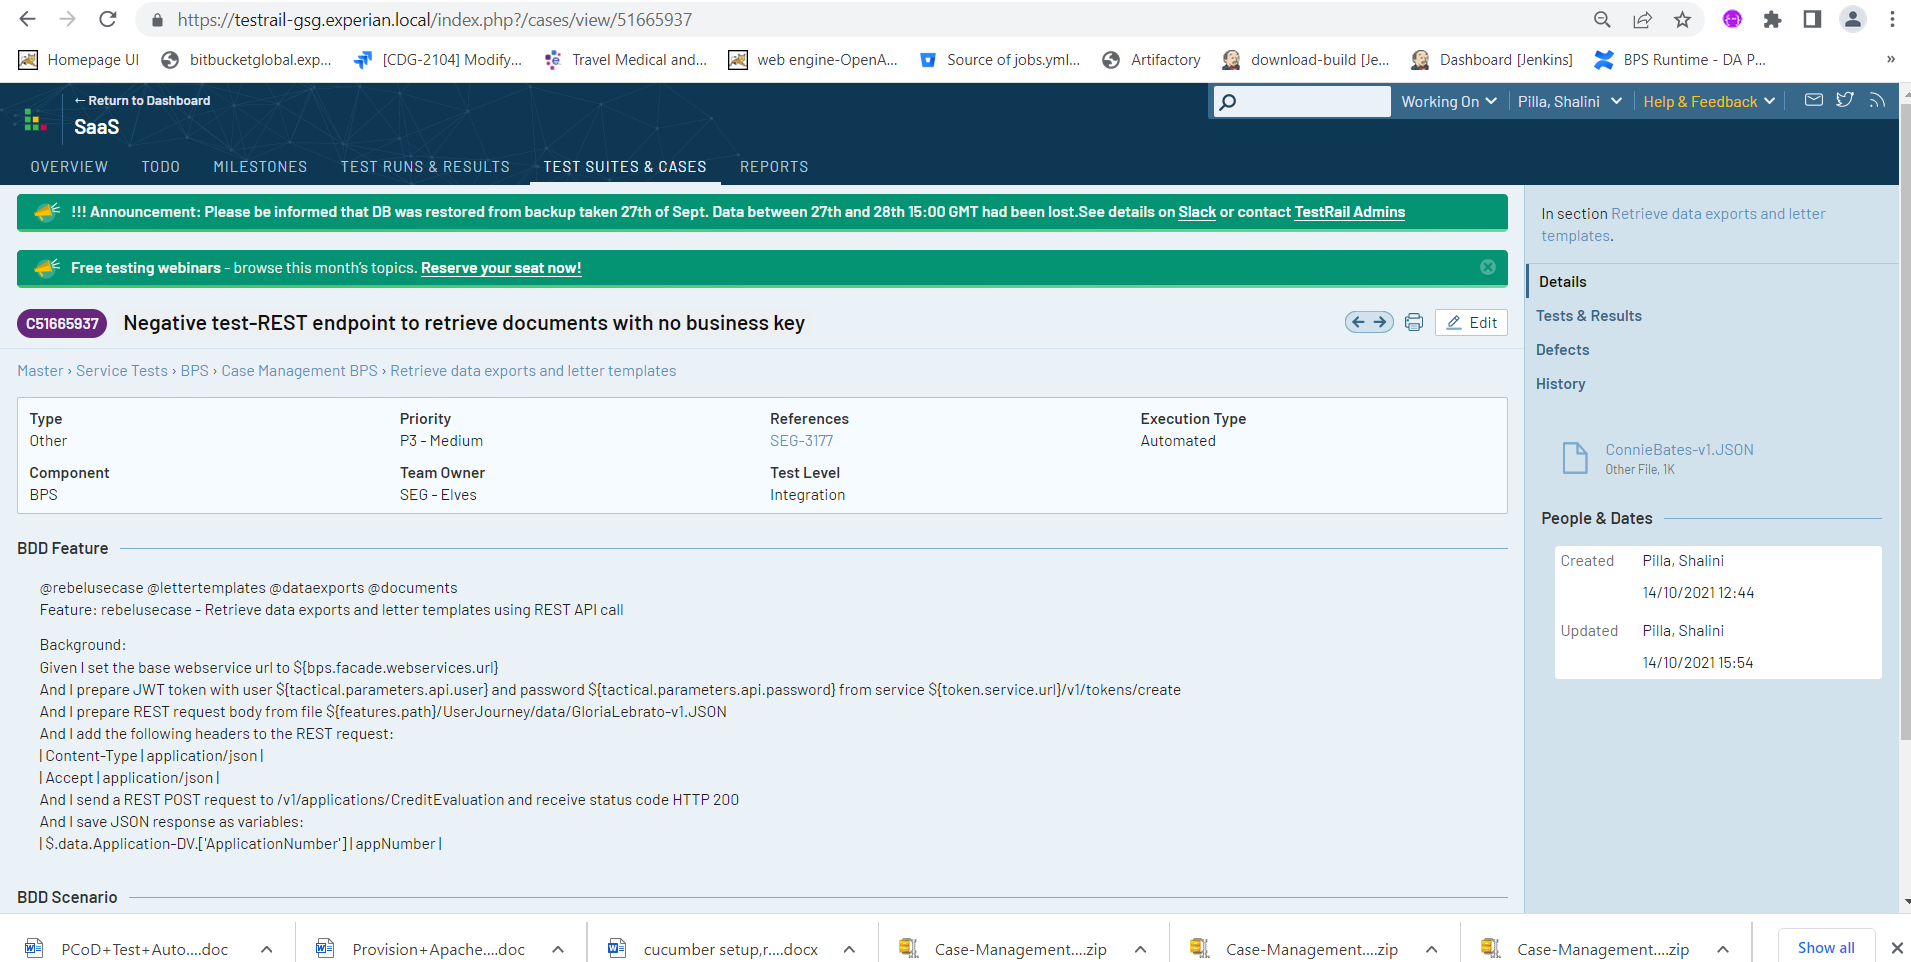 https://testrail-gsg.experian.local/index.php?/cases/view/51665937
Homepage UI
bitbucketglobal.exp...
[CDG-2104] Modify...
Travel Medical and...
web engine-OpenA...
Source of jobs.yml...
Artifactory
download-build [Je...
Dashboard [Jenkins]
BPS Runtime - DA P...
»
← Return to Dashboard
SaaS
Working On
Pilla, Shalini
Help & Feedback
OVERVIEW
TODO
MILESTONES
TEST RUNS & RESULTS
TEST SUITES & CASES
REPORTS
!!! Announcement: Please be informed that DB was restored from backup taken 27th of Sept. Data between 27th and 28th 15:00 GMT had been lost.See details on Slack or contact TestRail Admins
Free testing webinars - browse this month's topics. Reserve your seat now!
C51665937
Negative test-REST endpoint to retrieve documents with no business key
Edit
Master › Service Tests › BPS › Case Management BPS › Retrieve data exports and letter templates
Type
Other
Priority
P3 - Medium
References
SEG-3177
Execution Type
Automated
Component
BPS
Team Owner
SEG - Elves
Test Level
Integration
BDD Feature
@rebelusecase @lettertemplates @dataexports @documents
Feature: rebelusecase - Retrieve data exports and letter templates using REST API call
Background:
Given I set the base webservice url to ${bps.facade.webservices.url}
And I prepare JWT token with user ${tactical.parameters.api.user} and password ${tactical.parameters.api.password} from service ${token.service.url}/v1/tokens/create
And I prepare REST request body from file ${features.path}/UserJourney/data/GloriaLebrato-v1.JSON
And I add the following headers to the REST request:
| Content-Type | application/json |
| Accept | application/json |
And I send a REST POST request to /v1/applications/CreditEvaluation and receive status code HTTP 200
And I save JSON response as variables:
| $.data.Application-DV.['ApplicationNumber'] | appNumber |
BDD Scenario
In section Retrieve data exports and letter
templates.
Details
Tests & Results
Defects
History
ConnieBates-v1.JSON
Other File, 1K
People & Dates
Created
Pilla, Shalini
14/10/2021 12:44
Updated
Pilla, Shalini
14/10/2021 15:54
PCoD+Test+Auto....doc
Provision+Apache....doc
cucumber setup,r....docx
Case-Management....zip
Case-Management....zip
Case-Management....zip
Show all